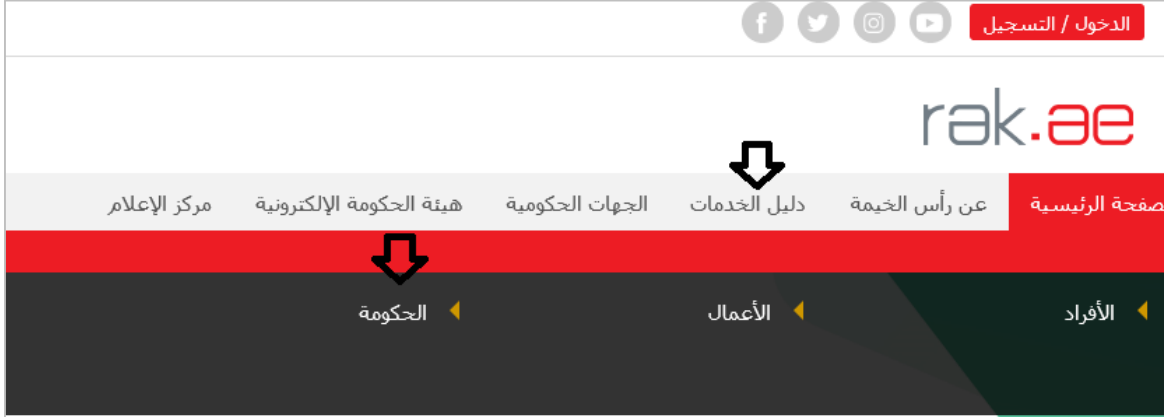 الدخول / التسجيل
rak.ae
صفحة الرئيسية عن رأس الخيمة دليل الخدمات الجهات الحكومية هيئة الحكومة الإلكترونية مركز الإعلام
الأفراد الأعمال الحكومة